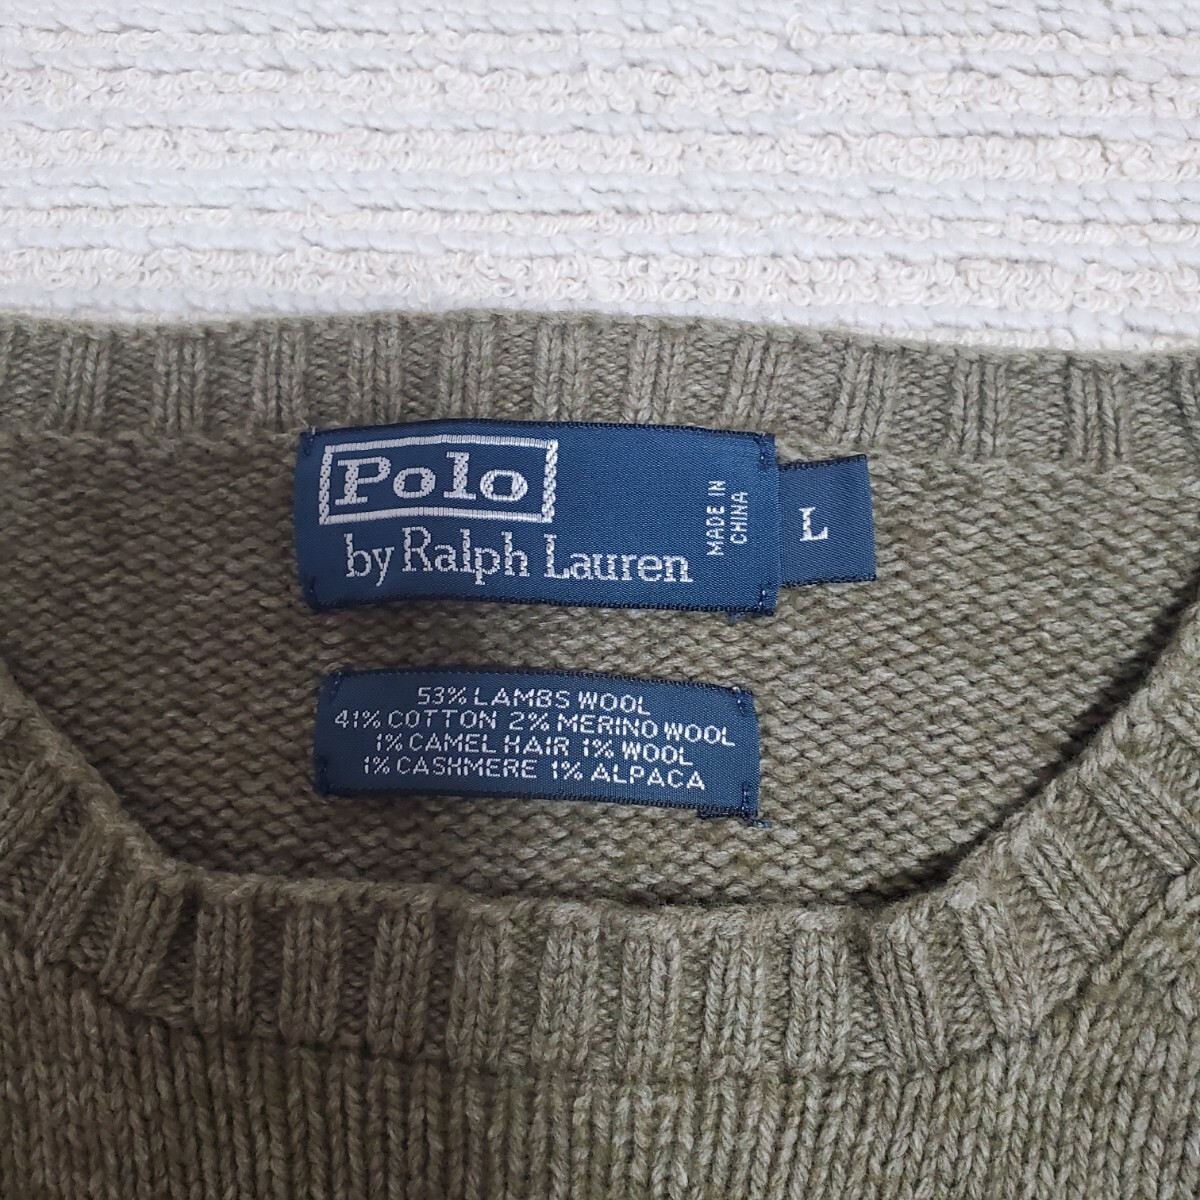 Polo
by Ralph Lauren
MADE IN
CHINA
L
53% LAMBS WOOL
41% COTTON 2% MERINO WOOL
1% CAMEL HAIR 1% WOOL
1% CASHMERE 1% ALPACA